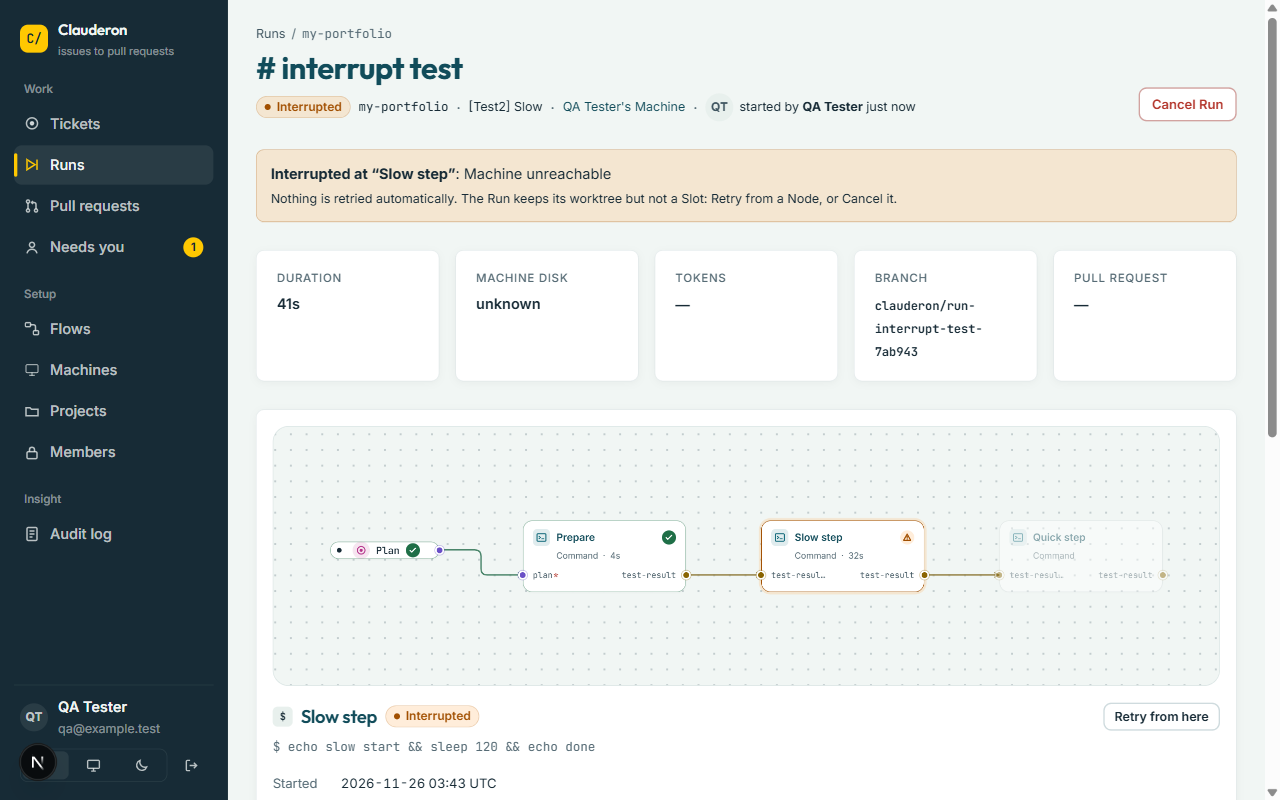 C/
Clauderon
issues to pull requests
Work
Tickets
Runs
Pull requests
Needs you
1
Setup
Flows
Machines
Projects
Members
Insight
Audit log
QT
QA Tester
qa@example.test
N
Runs / my-portfolio
# interrupt test
Interrupted my-portfolio · [Test2] Slow · QA Tester's Machine · QT started by QA Tester just now
Cancel Run
Interrupted at “Slow step”: Machine unreachable
Nothing is retried automatically. The Run keeps its worktree but not a Slot: Retry from a Node, or Cancel it.
DURATION
41s
MACHINE DISK
unknown
TOKENS
—
BRANCH
clauderon/run-
interrupt-test-
7ab943
PULL REQUEST
—
Plan
Prepare
Command · 4s
plan*
test-result
Slow step
Command · 32s
test-resul…
test-result
Quick step
Command
test-resul…
test-result
$
Slow step
Interrupted
Retry from here
$ echo slow start && sleep 120 && echo done
Started 2026-11-26 03:43 UTC